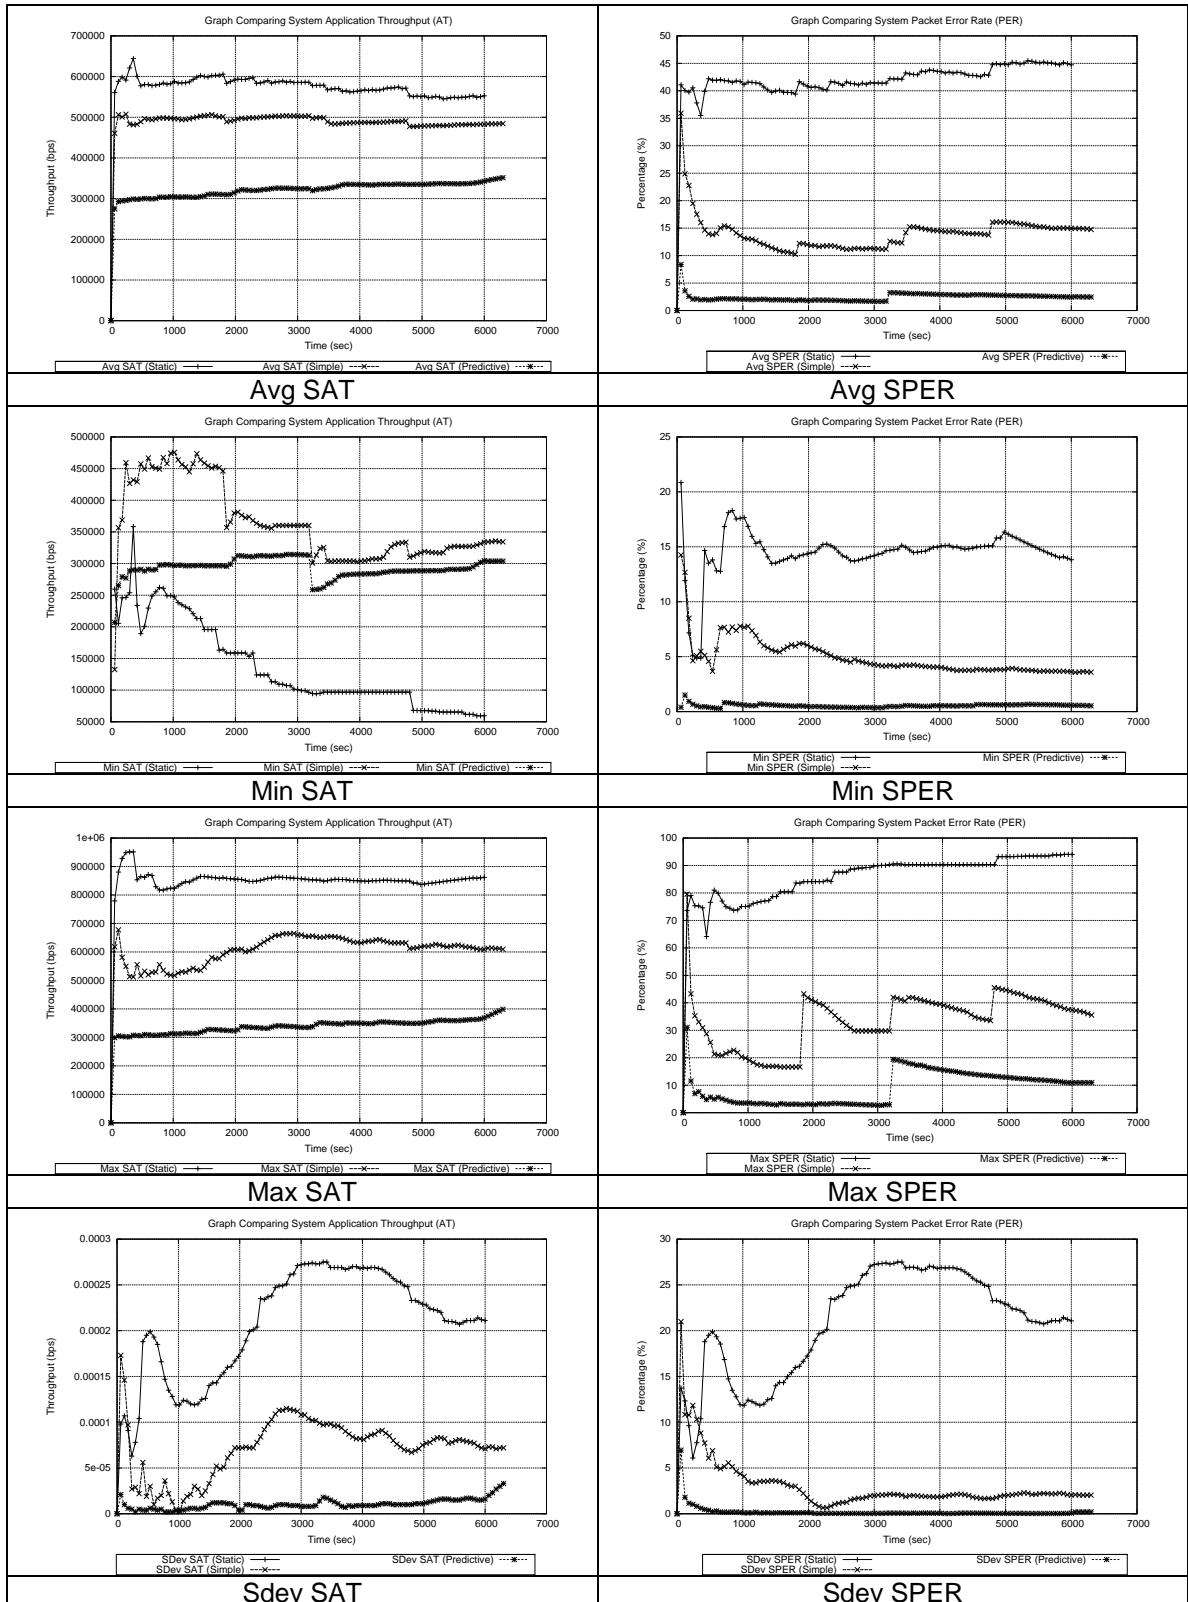 Graph Comparing System Application Throughput (AT)
700000
600000
500000
400000
300000
200000
100000
0
0 1000 2000 3000 4000 5000 6000 7000
Throughput (bps)
Time (sec)
Avg SAT (Static) Avg SAT (Simple) Avg SAT (Predictive)
Avg SAT
Graph Comparing System Packet Error Rate (PER)
50
45
40
35
30
25
20
15
10
5
0
0 1000 2000 3000 4000 5000 6000 7000
Percentage (%)
Time (sec)
Avg SPER (Static) Avg SPER (Predictive)
Avg SPER (Simple)
Avg SPER
Graph Comparing System Application Throughput (AT)
500000
450000
400000
350000
300000
250000
200000
150000
100000
50000
0 1000 2000 3000 4000 5000 6000 7000
Throughput (bps)
Time (sec)
Min SAT (Static) Min SAT (Simple) Min SAT (Predictive)
Min SAT
Graph Comparing System Packet Error Rate (PER)
25
20
15
10
5
0
0 1000 2000 3000 4000 5000 6000 7000
Percentage (%)
Time (sec)
Min SPER (Static) Min SPER (Predictive)
Min SPER (Simple)
Min SPER
Graph Comparing System Application Throughput (AT)
1e+06
900000
800000
700000
600000
500000
400000
300000
200000
100000
0
0 1000 2000 3000 4000 5000 6000 7000
Throughput (bps)
Time (sec)
Max SAT (Static) Max SAT (Simple) Max SAT (Predictive)
Max SAT
Graph Comparing System Packet Error Rate (PER)
100
90
80
70
60
50
40
30
20
10
0
0 1000 2000 3000 4000 5000 6000 7000
Percentage (%)
Time (sec)
Max SPER (Static) Max SPER (Predictive)
Max SPER (Simple)
Max SPER
Graph Comparing System Application Throughput (AT)
0.0003
0.00025
0.0002
0.00015
0.0001
5e-05
0
0 1000 2000 3000 4000 5000 6000 7000
Throughput (bps)
Time (sec)
SDev SAT (Static) SDev SAT (Predictive)
SDev SAT (Simple)
Sdev SAT
Graph Comparing System Packet Error Rate (PER)
30
25
20
15
10
5
0
0 1000 2000 3000 4000 5000 6000 7000
Percentage (%)
Time (sec)
SDev SPER (Static) SDev SPER (Predictive)
SDev SPER (Simple)
Sdev SPER